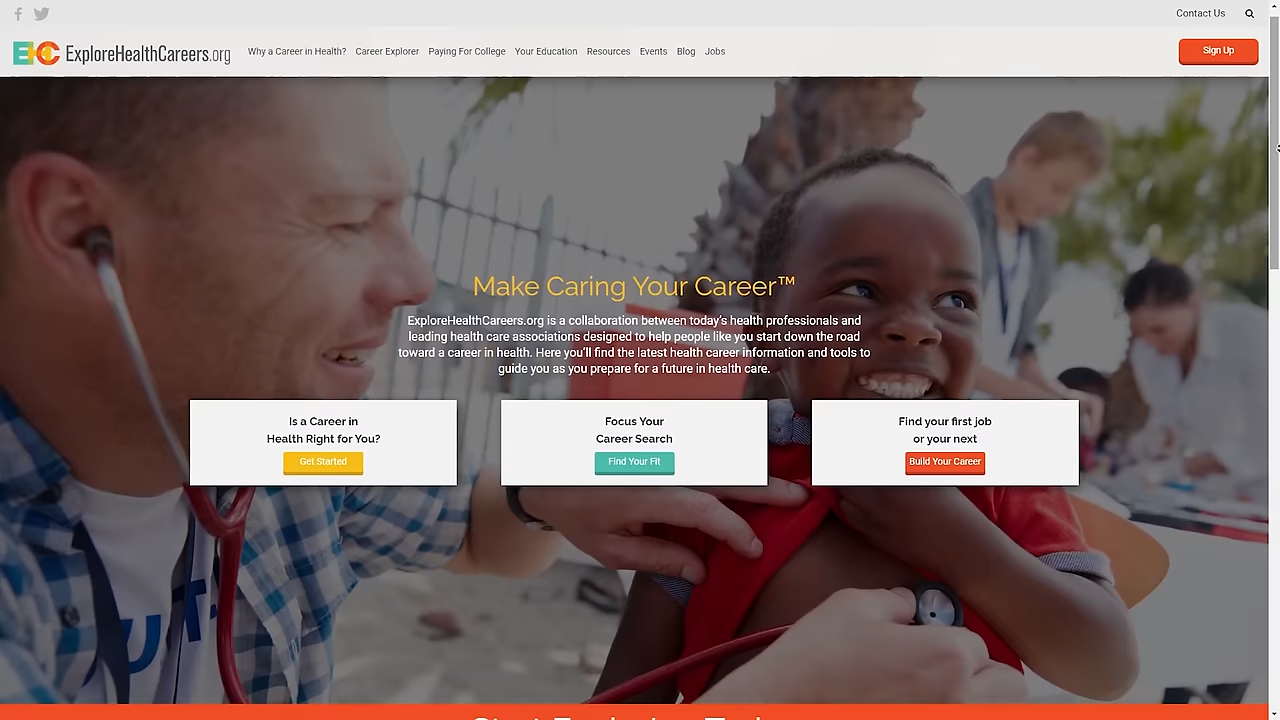 Contact Us
EHC ExploreHealthCareers.org
Why a Career in Health? Career Explorer Paying For College Your Education Resources Events Blog Jobs
Sign Up
Make Caring Your Career™
ExploreHealthCareers.org is a collaboration between today's health professionals and
leading health care associations designed to help people like you start down the road
toward a career in health. Here you'll find the latest health career information and tools to
guide you as you prepare for a future in health care.
Is a Career in
Health Right for You?
Get Started
Focus Your
Career Search
Find Your Fit
Find your first job
or your next
Build Your Career